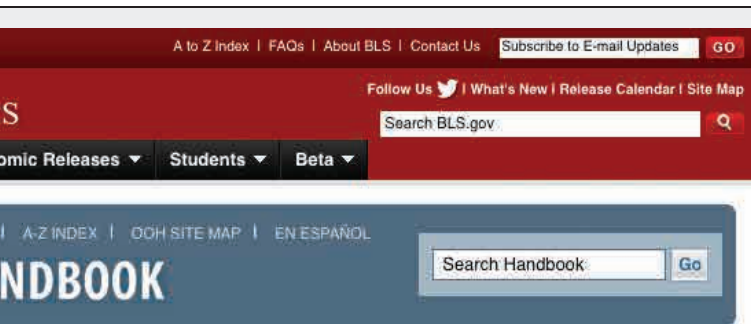 A to Z Index | FAQs | About BLS | Contact Us Subscribe to E-mail Updates GO
Follow Us | What's New | Release Calendar | Site Map
S
Search BLS.gov
omic Releases Students Beta
| A-Z INDEX | OOH SITE MAP | EN ESPAÑOL
NDBOOK Search Handbook Go